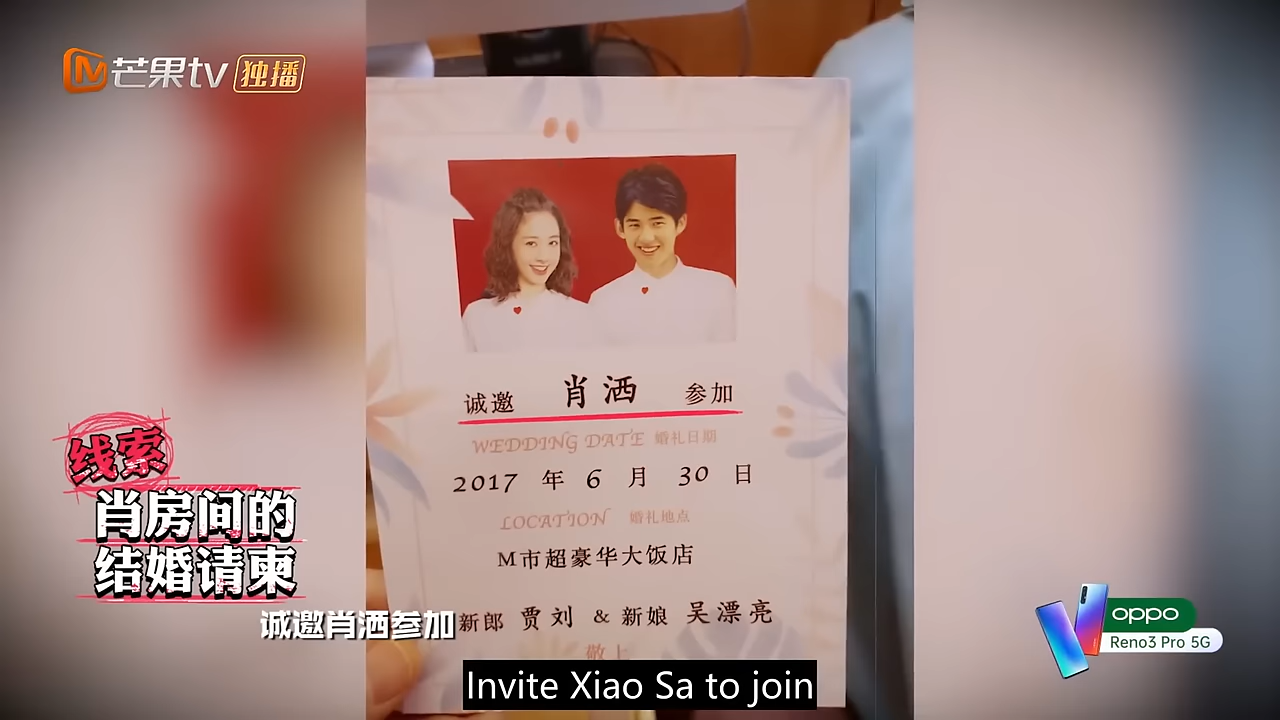 芒果tv 独播
诚邀 肖洒 参加
WEDDING DATE 婚礼日期
2017 年 6 月 30 日
LOCATION 婚礼地点
M市超豪华大饭店
新郎 贾刘 & 新娘 吴漂亮
敬上
线索
肖房间的
结婚请柬
诚邀肖洒参加
Invite Xiao Sa to join
oppo
Reno3 Pro 5G